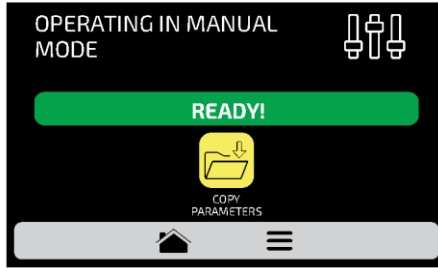 OPERATING IN MANUAL
MODE
READY!
COPY
PARAMETERS